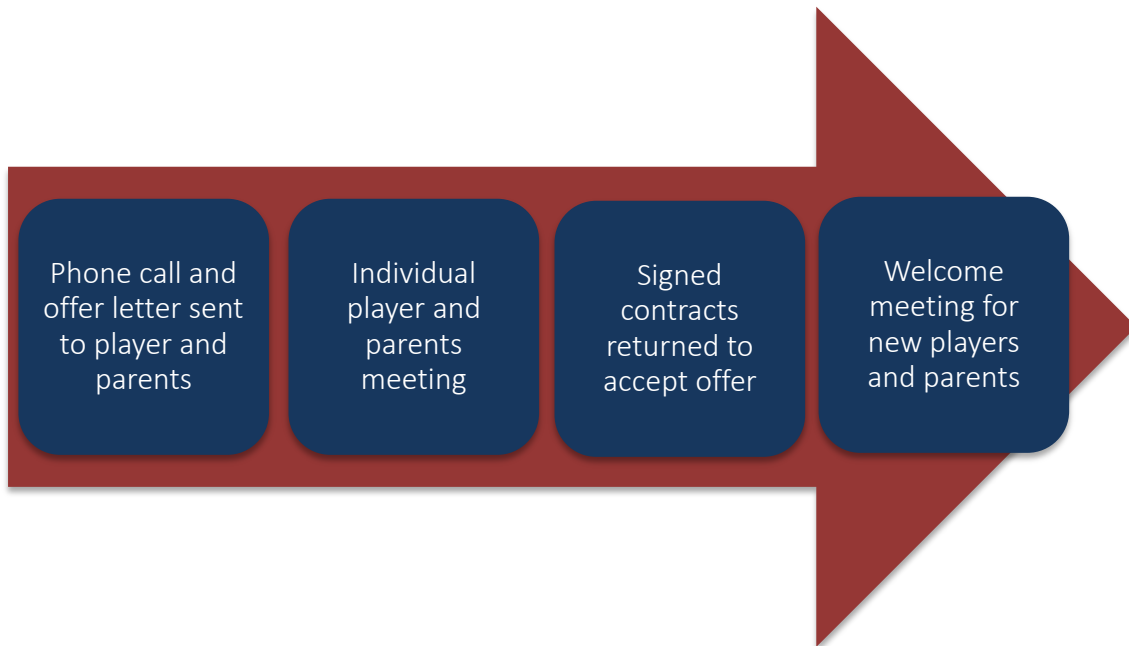 Phone call and
offer letter sent
to player and
parents
Individual
player and
parents
meeting
Signed
contracts
returned to
accept offer
Welcome
meeting for
new players
and parents